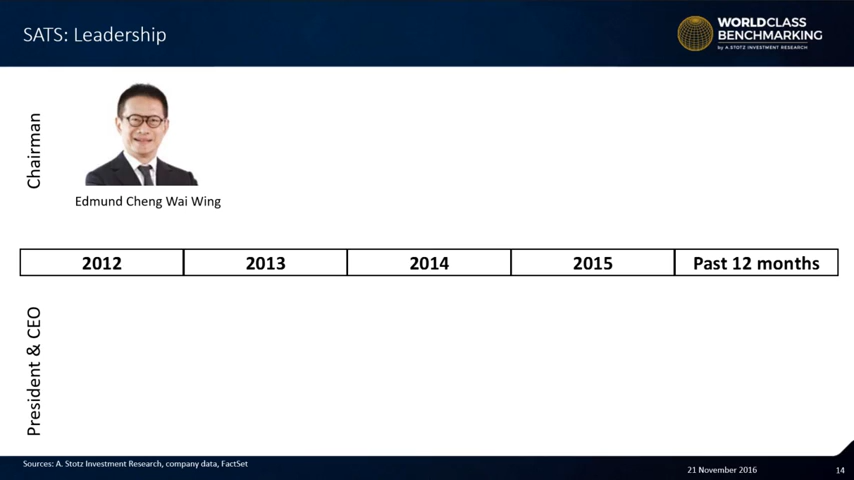 SATS: Leadership
WORLDCLASS
BENCHMARKING
by A.STOTZ INVESTMENT RESEARCH
Chairman
Edmund Cheng Wai Wing
2012 2013 2014 2015 Past 12 months
President & CEO
Sources: A. Stotz Investment Research, company data, FactSet
21 November 2016 14